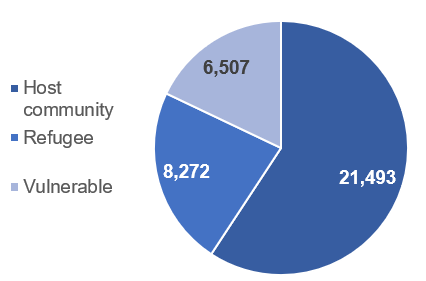 6,507
Host
community
Refugee
8,272
21,493
Vulnerable